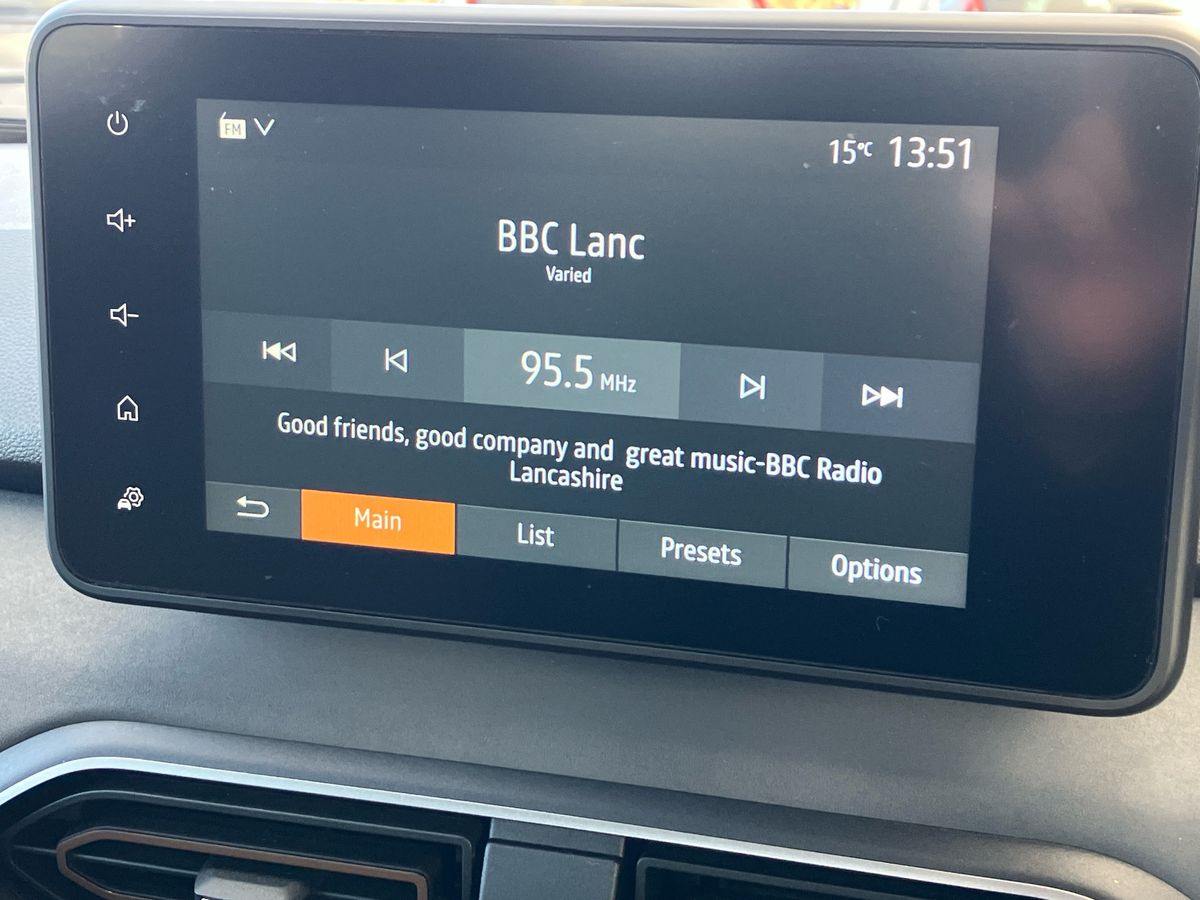 FM
15°C 13:51
BBC Lanc
Varied
95.5 MHz
Good friends, good company and  great music-BBC Radio
Lancashire
Main List Presets Options